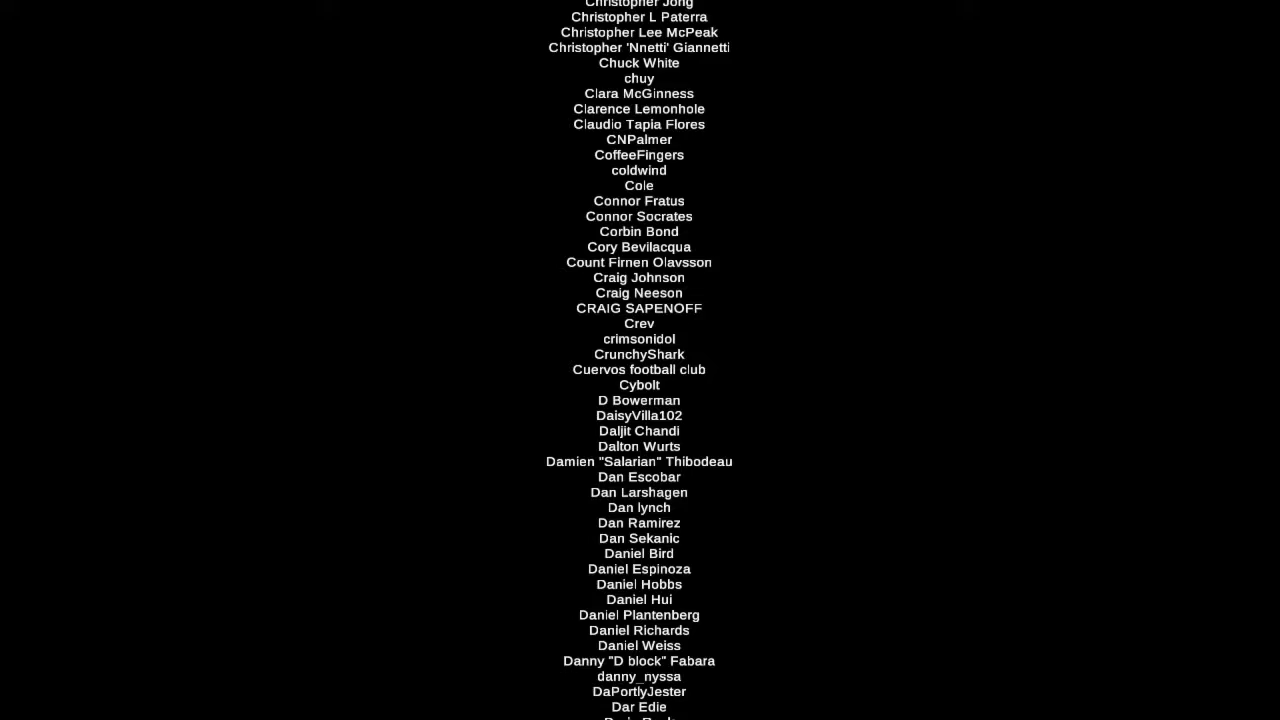 Christopher Jong
Christopher L Paterra
Christopher Lee McPeak
Christopher 'Nnetti' Giannetti
Chuck White
chuy
Clara McGinness
Clarence Lemonhole
Claudio Tapia Flores
CNPalmer
CoffeeFingers
coldwind
Cole
Connor Fratus
Connor Socrates
Corbin Bond
Cory Bevilacqua
Count Firnen Olavsson
Craig Johnson
Craig Neeson
CRAIG SAPENOFF
Crev
crimsonidol
CrunchyShark
Cuervos football club
Cybolt
D Bowerman
DaisyVilla102
Daljit Chandi
Dalton Wurts
Damien "Salarian" Thibodeau
Dan Escobar
Dan Larshagen
Dan lynch
Dan Ramirez
Dan Sekanic
Daniel Bird
Daniel Espinoza
Daniel Hobbs
Daniel Hui
Daniel Plantenberg
Daniel Richards
Daniel Weiss
Danny "D block" Fabara
danny_nyssa
DaPortlyJester
Dar Edie